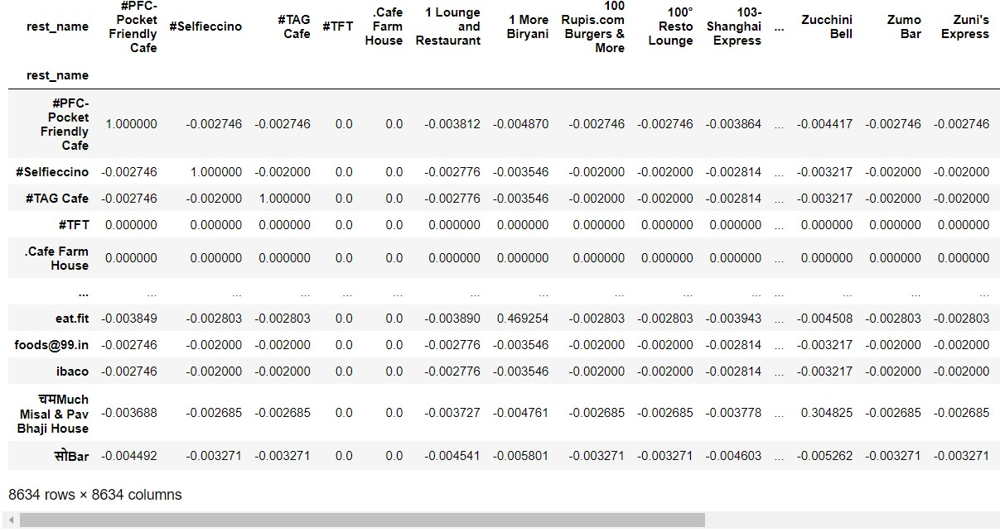 rest_name #PFC-Pocket Friendly Cafe #Selfieccino #TAG Cafe #TFT .Cafe Farm House 1 Lounge and Restaurant 1 More Biryani 100 Rupis.com Burgers & More 100° Resto Lounge 103-Shanghai Express ... Zucchini Bell Zumo Bar Zuni's Express
rest_name
#PFC-Pocket Friendly Cafe 1.000000 -0.002746 -0.002746 0.0 0.0 -0.003812 -0.004870 -0.002746 -0.002746 -0.003864 ... -0.004417 -0.002746 -0.002746
#Selfieccino -0.002746 1.000000 -0.002000 0.0 0.0 -0.002776 -0.003546 -0.002000 -0.002000 -0.002814 ... -0.003217 -0.002000 -0.002000
#TAG Cafe -0.002746 -0.002000 1.000000 0.0 0.0 -0.002776 -0.003546 -0.002000 -0.002000 -0.002814 ... -0.003217 -0.002000 -0.002000
#TFT 0.000000 0.000000 0.000000 0.0 0.0 0.000000 0.000000 0.000000 0.000000 0.000000 ... 0.000000 0.000000 0.000000
.Cafe Farm House 0.000000 0.000000 0.000000 0.0 0.0 0.000000 0.000000 0.000000 0.000000 0.000000 ... 0.000000 0.000000 0.000000
... ... ... ... ... ... ... ... ... ... ... ... ... ... ...
eat.fit -0.003849 -0.002803 -0.002803 0.0 0.0 -0.003890 0.469254 -0.002803 -0.002803 -0.003943 ... -0.004508 -0.002803 -0.002803
foods@99.in -0.002746 -0.002000 -0.002000 0.0 0.0 -0.002776 -0.003546 -0.002000 -0.002000 -0.002814 ... -0.003217 -0.002000 -0.002000
ibaco -0.002746 -0.002000 -0.002000 0.0 0.0 -0.002776 -0.003546 -0.002000 -0.002000 -0.002814 ... -0.003217 -0.002000 -0.002000
चमMuch Misal & Pav Bhaji House -0.003688 -0.002685 -0.002685 0.0 0.0 -0.003727 -0.004761 -0.002685 -0.002685 -0.003778 ... 0.304825 -0.002685 -0.002685
सोBar -0.004492 -0.003271 -0.003271 0.0 0.0 -0.004541 -0.005801 -0.003271 -0.003271 -0.004603 ... -0.005262 -0.003271 -0.003271
8634 rows × 8634 columns